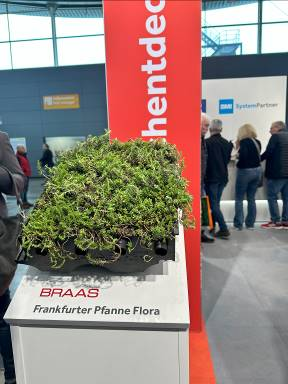 hentdec
BMI SystemPartner
BRAAS
Frankfurter Pfanne Flora